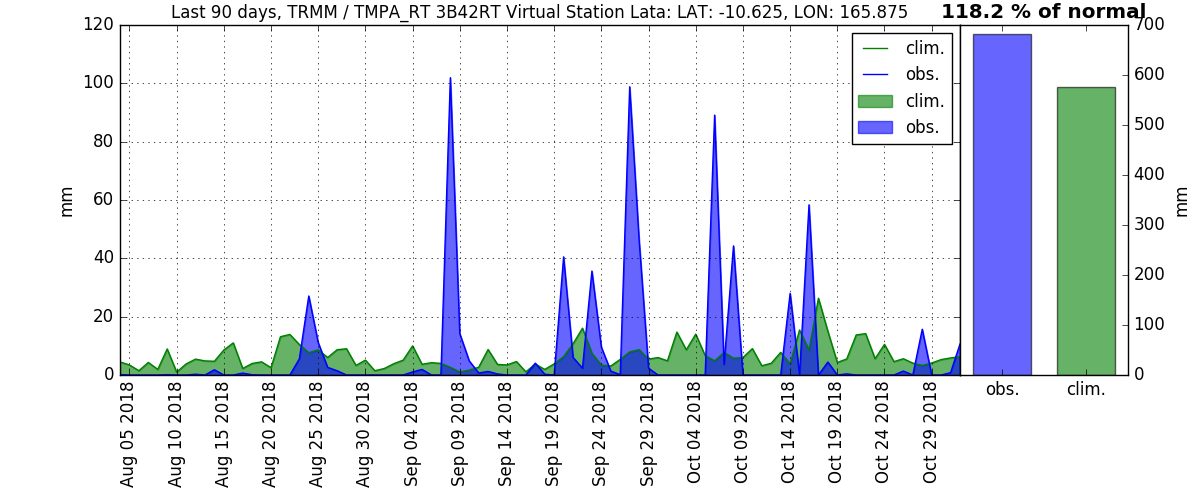 Last 90 days, TRMM / TMPA_RT 3B42RT Virtual Station Lata: LAT: -10.625, LON: 165.875
118.2 % of normal
mm
120
100
80
60
40
20
0
clim.
obs.
clim.
obs.
Aug 05 2018
Aug 10 2018
Aug 15 2018
Aug 20 2018
Aug 25 2018
Aug 30 2018
Sep 04 2018
Sep 09 2018
Sep 14 2018
Sep 19 2018
Sep 24 2018
Sep 29 2018
Oct 04 2018
Oct 09 2018
Oct 14 2018
Oct 19 2018
Oct 24 2018
Oct 29 2018
700
600
500
400
300
200
100
0
mm
obs.
clim.